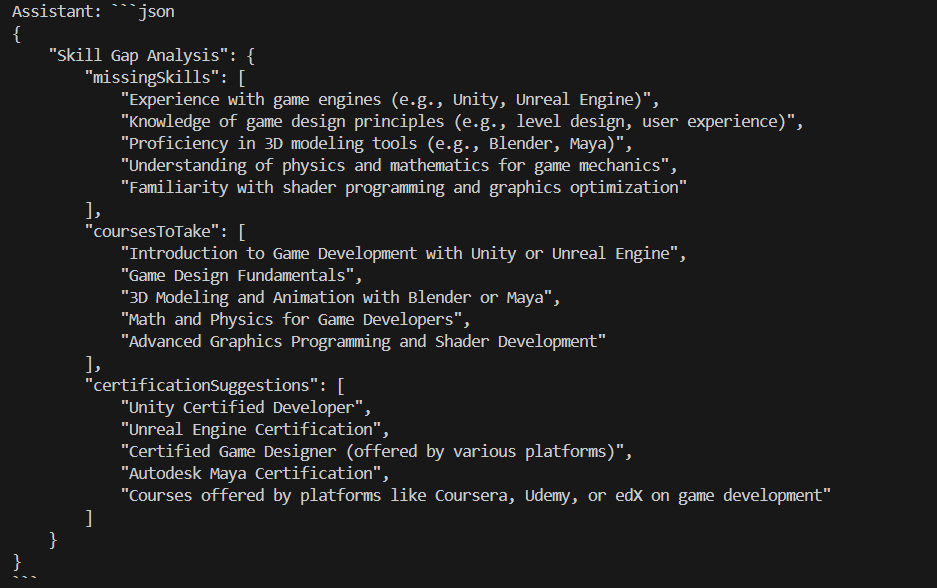 Assistant: ```json
{
    "Skill Gap Analysis": {
        "missingSkills": [
            "Experience with game engines (e.g., Unity, Unreal Engine)",
            "Knowledge of game design principles (e.g., level design, user experience)",
            "Proficiency in 3D modeling tools (e.g., Blender, Maya)",
            "Understanding of physics and mathematics for game mechanics",
            "Familiarity with shader programming and graphics optimization"
        ],
        "coursesToTake": [
            "Introduction to Game Development with Unity or Unreal Engine",
            "Game Design Fundamentals",
            "3D Modeling and Animation with Blender or Maya",
            "Math and Physics for Game Developers",
            "Advanced Graphics Programming and Shader Development"
        ],
        "certificationSuggestions": [
            "Unity Certified Developer",
            "Unreal Engine Certification",
            "Certified Game Designer (offered by various platforms)",
            "Autodesk Maya Certification",
            "Courses offered by platforms like Coursera, Udemy, or edX on game development"
        ]
    }
}
```